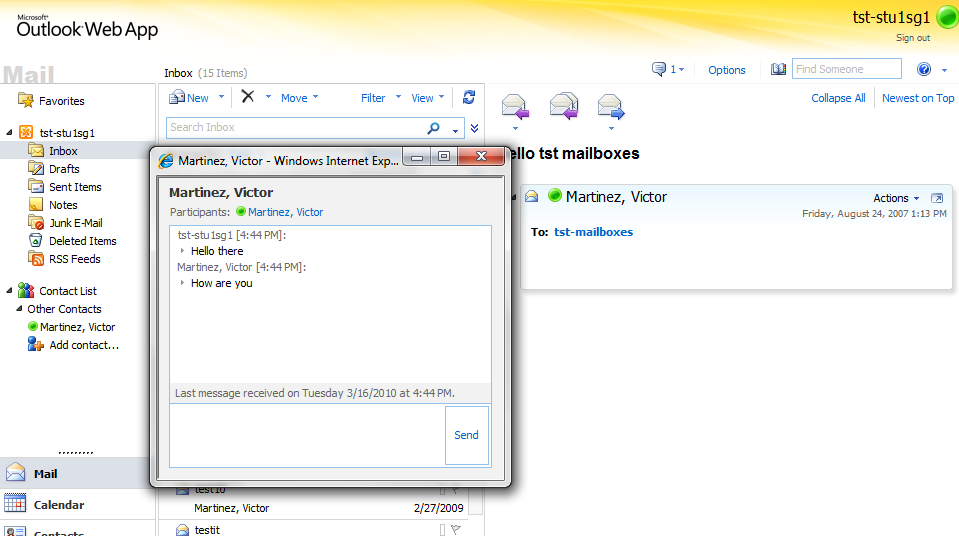 Microsoft®
Outlook Web App
tst-stu1sg1
Sign out
Mail
Inbox (15 Items)
1
Options
Find Someone
Favorites
tst-stu1sg1
Inbox
Drafts
Sent Items
Notes
Junk E-Mail
Deleted Items
RSS Feeds
Contact List
Other Contacts
Martinez, Victor
Add contact...
Mail
Calendar
Contacts
New
Move
Filter
View
Search Inbox
Martinez, Victor - Windows Internet Exp...
Martinez, Victor
Participants: Martinez, Victor
tst-stu1sg1 [4:44 PM]:
Hello there
Martinez, Victor [4:44 PM]:
How are you
Last message received on Tuesday 3/16/2010 at 4:44 PM.
Send
test10
Martinez, Victor 2/27/2009
testit
Collapse All
Newest on Top
ello tst mailboxes
Martinez, Victor
Actions
Friday, August 24, 2007 1:13 PM
To: tst-mailboxes